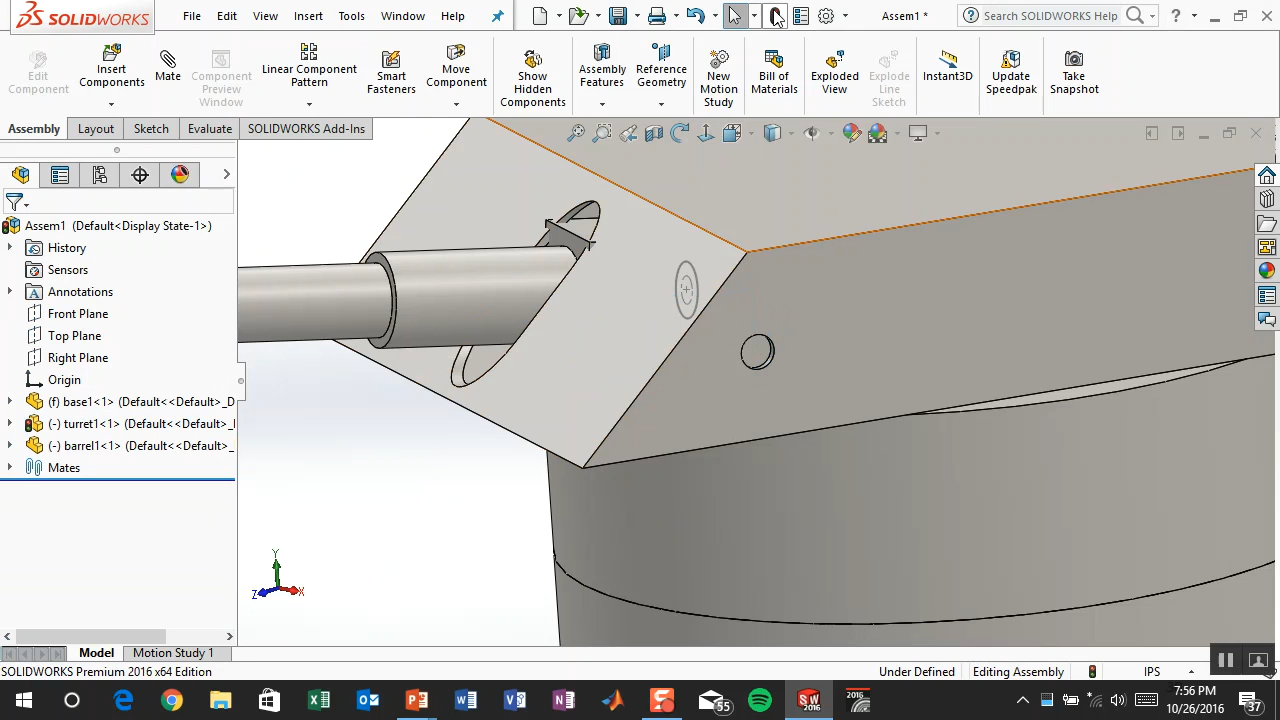 SOLIDWORKS File Edit View Insert Tools Window Help Assem1 * Search SOLIDWORKS Help
Edit Component
Insert Components
Mate
Component Preview Window
Linear Component Pattern
Smart Fasteners
Move Component
Show Hidden Components
Assembly Features
Reference Geometry
New Motion Study
Bill of Materials
Exploded View
Explode Line Sketch
Instant3D
Update Speedpak
Take Snapshot
Assembly Layout Sketch Evaluate SOLIDWORKS Add-Ins
Assem1 (Default<Display State-1>)
History
Sensors
Annotations
Front Plane
Top Plane
Right Plane
Origin
(f) base1<1> (Default<<Default>_D
(-) turret1<1> (Default<<Default>_
(-) barrel1<1> (Default<<Default>_
Mates
Y
Z X
Model Motion Study 1
SOLIDWORKS Premium 2016 x64 Edition Under Defined Editing Assembly IPS
55
SW 2016
2016
7:56 PM
10/26/2016
37